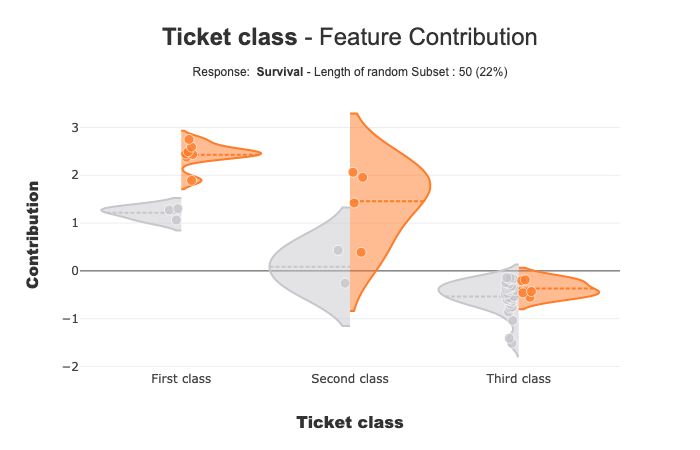 Ticket class - Feature Contribution
Response: Survival - Length of random Subset : 50 (22%)
Contribution
3
2
1
0
−1
−2
First class
Second class
Third class
Ticket class